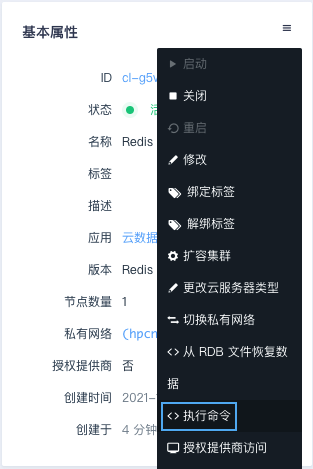 基本属性
ID
cl-g5v
状态
名称
Redis
标签
描述
应用
云数据
版本
Redis
节点数量
1
私有网络
(hpcn
授权提供商
否
创建时间
2021-
创建于
4 分钟
启动
关闭
重启
修改
绑定标签
解绑标签
扩容集群
更改云服务器类型
切换私有网络
从 RDB 文件恢复数
据
执行命令
授权提供商访问